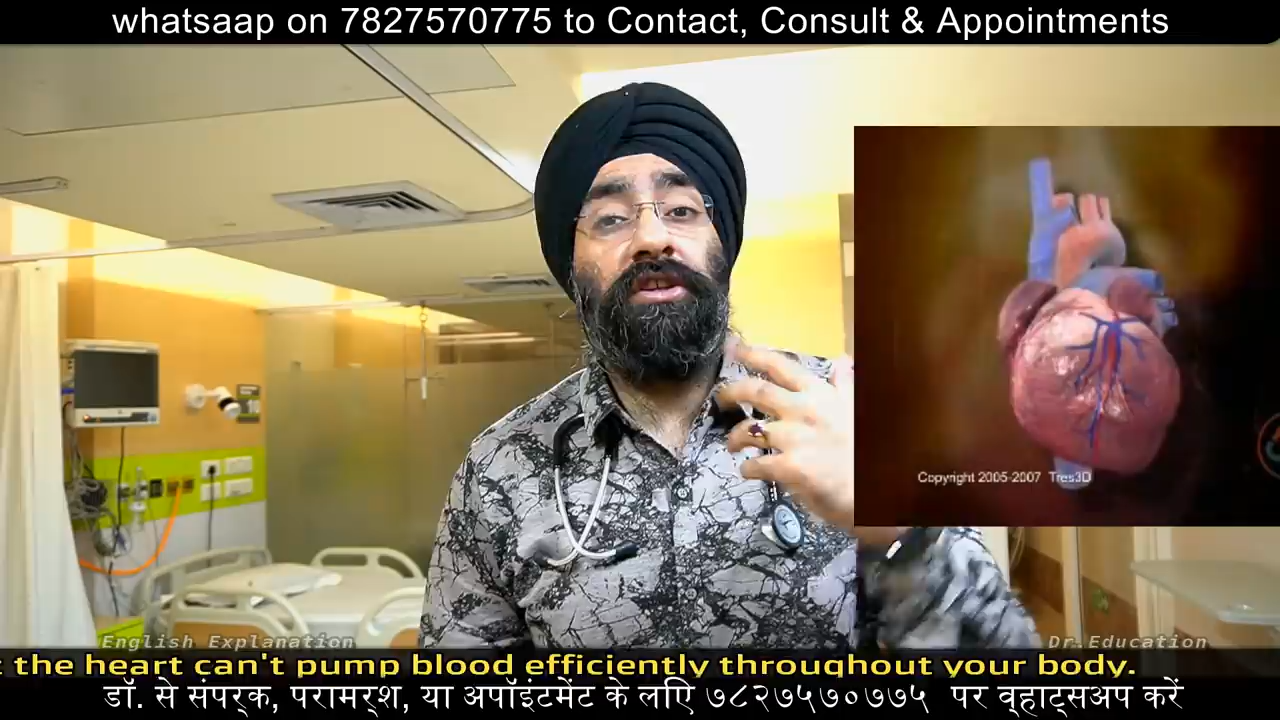 whatsaap on 7827570775 to Contact, Consult & Appointments
Copyright 2005-2007 Tres3D
English Explanation
Dr. Education
the heart can't pump blood efficiently throughout your body.
डॉ. से संपर्क, परामर्श, या अपॉइंटमेंट के लिए ७८२७५७०७७५ पर व्हाट्सअप करें